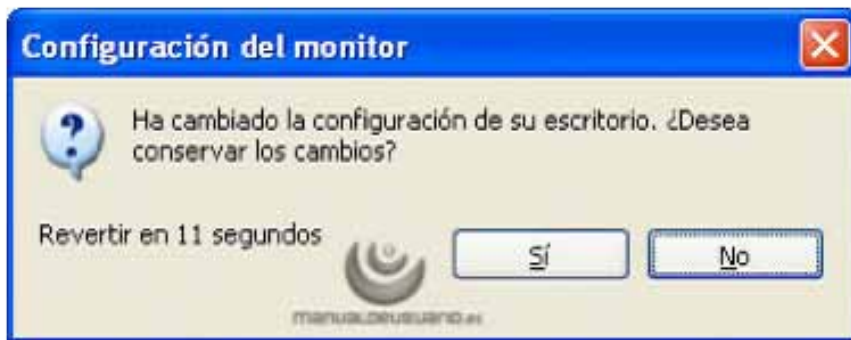 Configuración del monitor
Ha cambiado la configuración de su escritorio. ¿Desea
conservar los cambios?
Revertir en 11 segundos
Sí
No
manualdeusuario.es